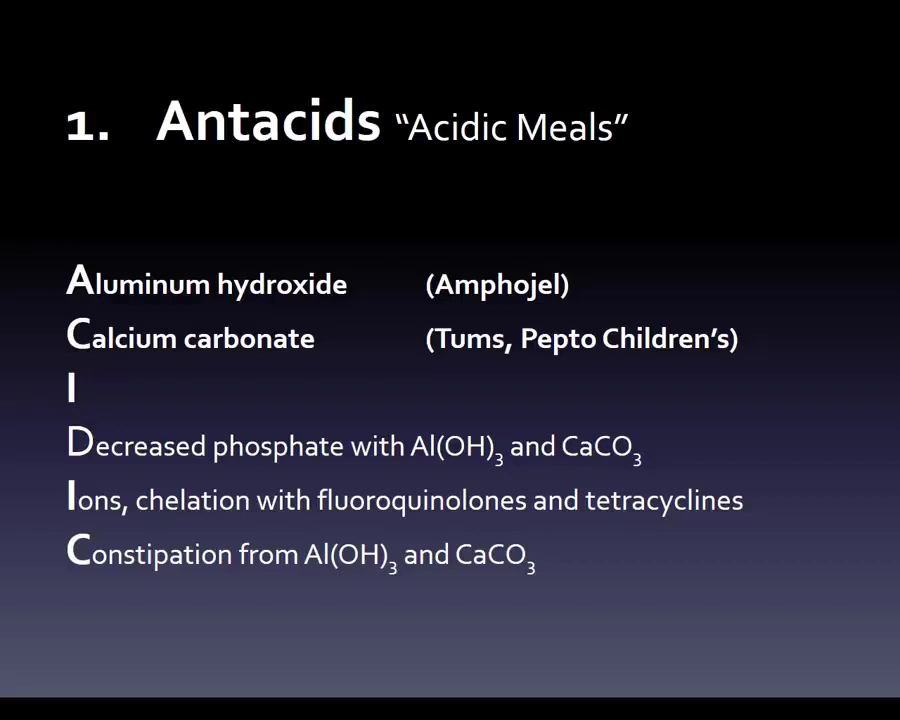 1. Antacids “Acidic Meals”
Aluminum hydroxide (Amphojel)
Calcium carbonate (Tums, Pepto Children’s)
I
Decreased phosphate with Al(OH)3 and CaCO3
Ions, chelation with fluoroquinolones and tetracyclines
Constipation from Al(OH)3 and CaCO3